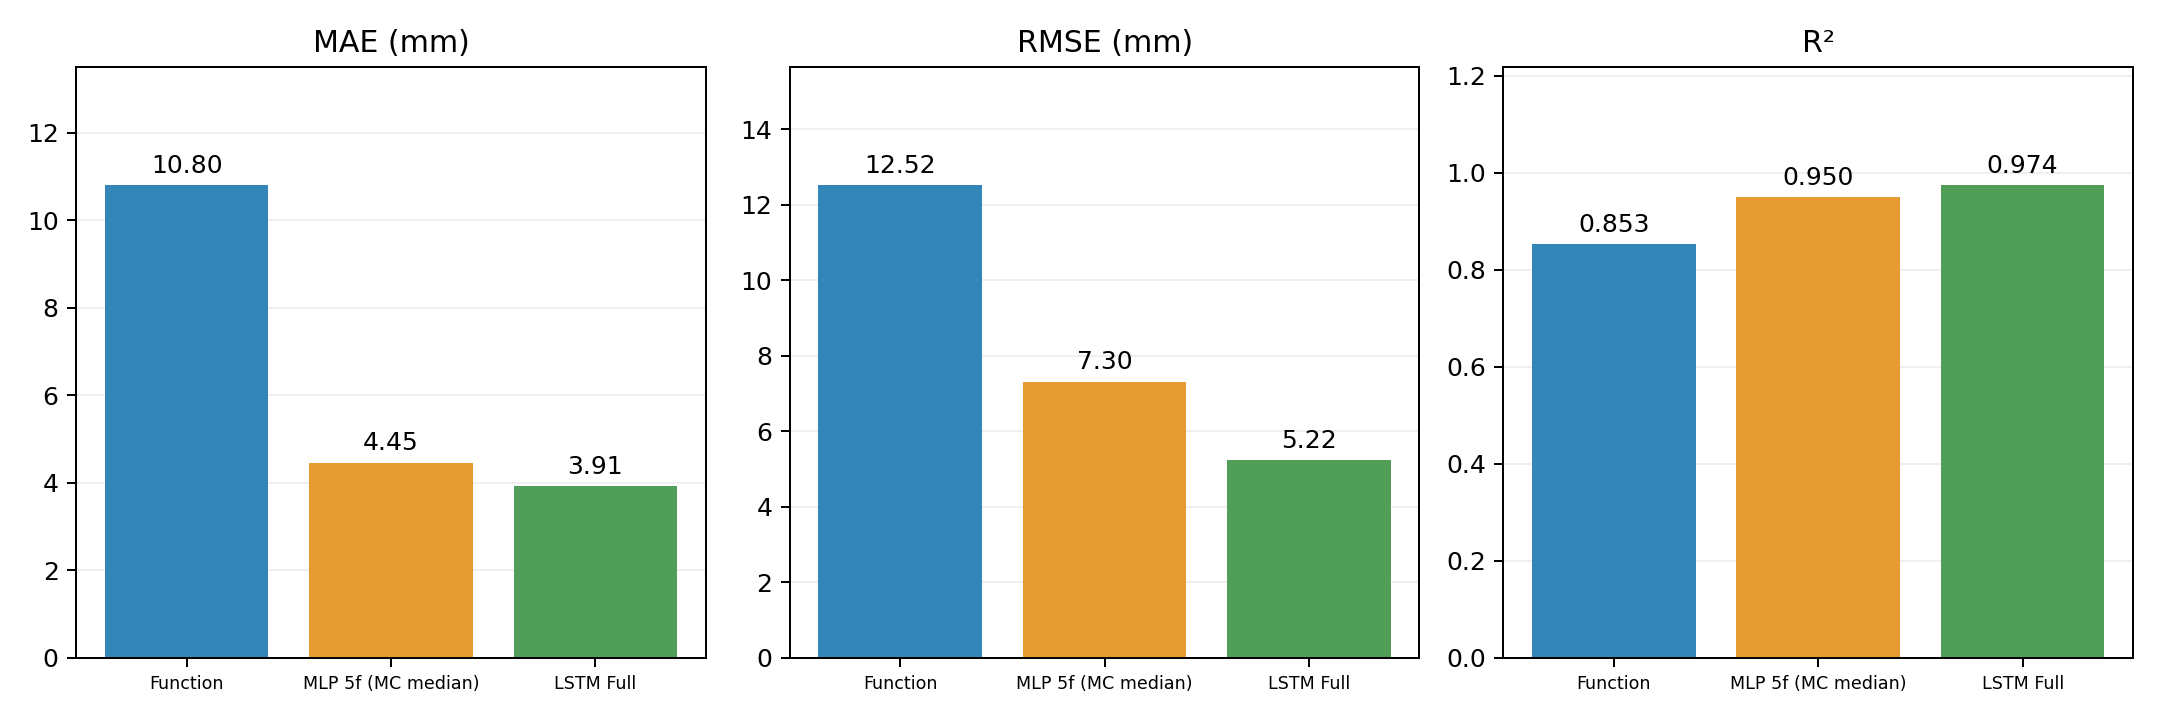 MAE (mm)
12
10
8
6
4
2
0
10.80
4.45
3.91
Function
MLP 5f (MC median)
LSTM Full
RMSE (mm)
14
12
10
8
6
4
2
0
12.52
7.30
5.22
Function
MLP 5f (MC median)
LSTM Full
R²
1.2
1.0
0.8
0.6
0.4
0.2
0.0
0.853
0.950
0.974
Function
MLP 5f (MC median)
LSTM Full